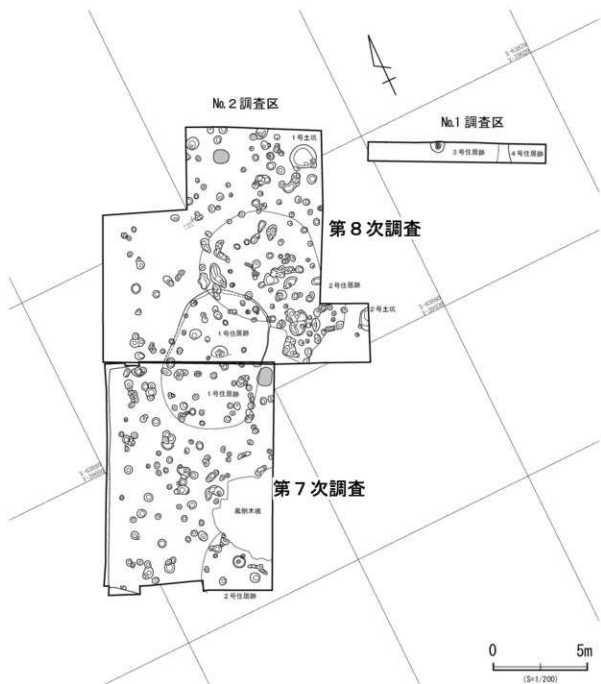 No.2 調査区
No.1 調査区
1号土坑
3号住居跡
4号住居跡
第8次調査
2号住居跡
2号土坑
1号住居跡
1号住居跡
第7次調査
風倒木痕
2号住居跡
0 5m
(S=1/200)